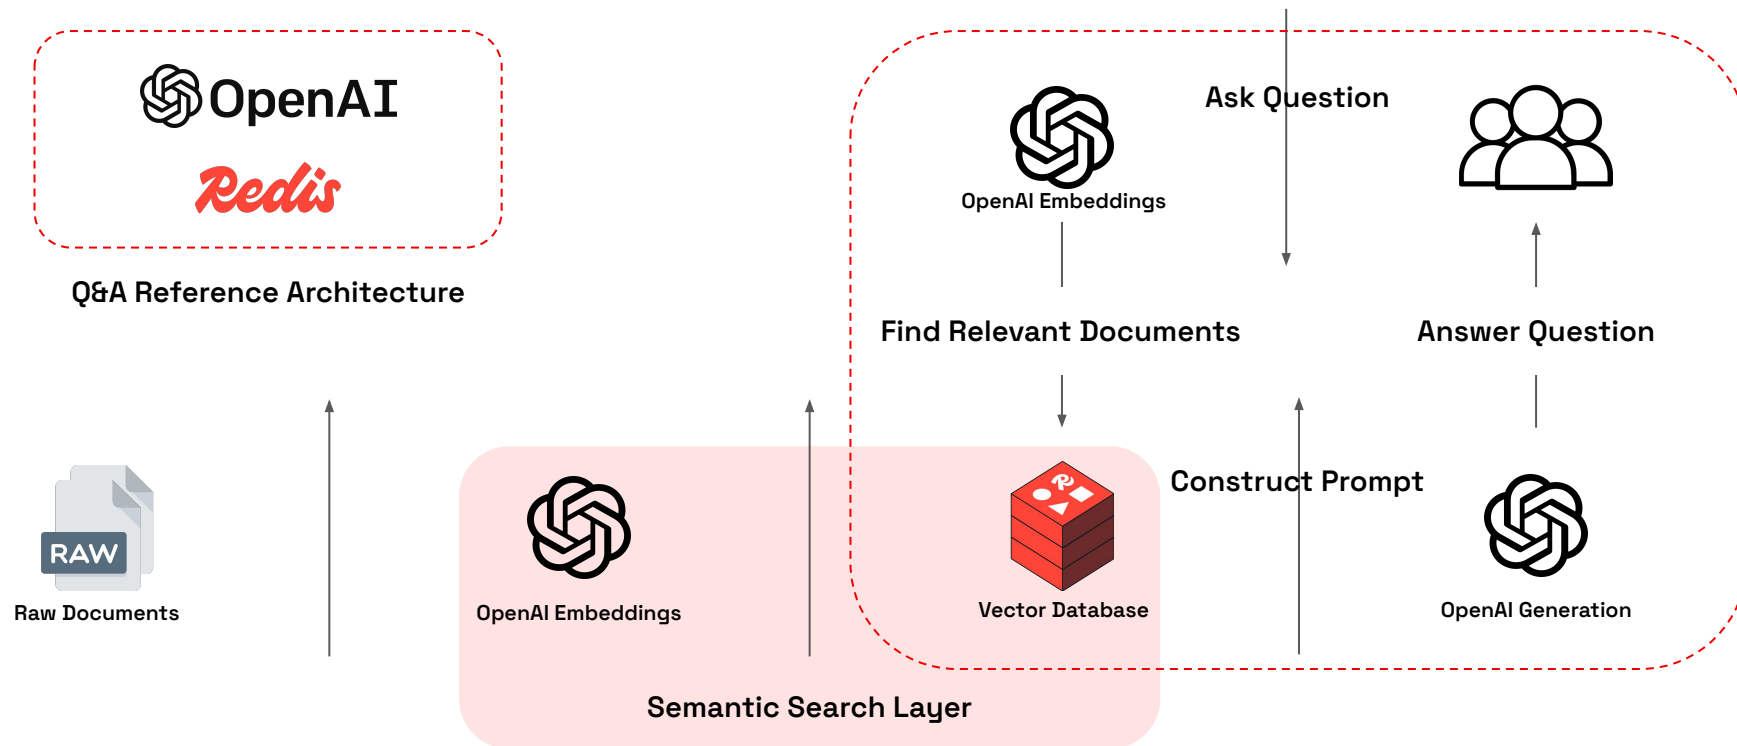 OpenAI
Redis
Q&A Reference Architecture
Ask Question
OpenAI Embeddings
Find Relevant Documents
Answer Question
Construct Prompt
RAW
Raw Documents
OpenAI Embeddings
Vector Database
OpenAI Generation
Semantic Search Layer